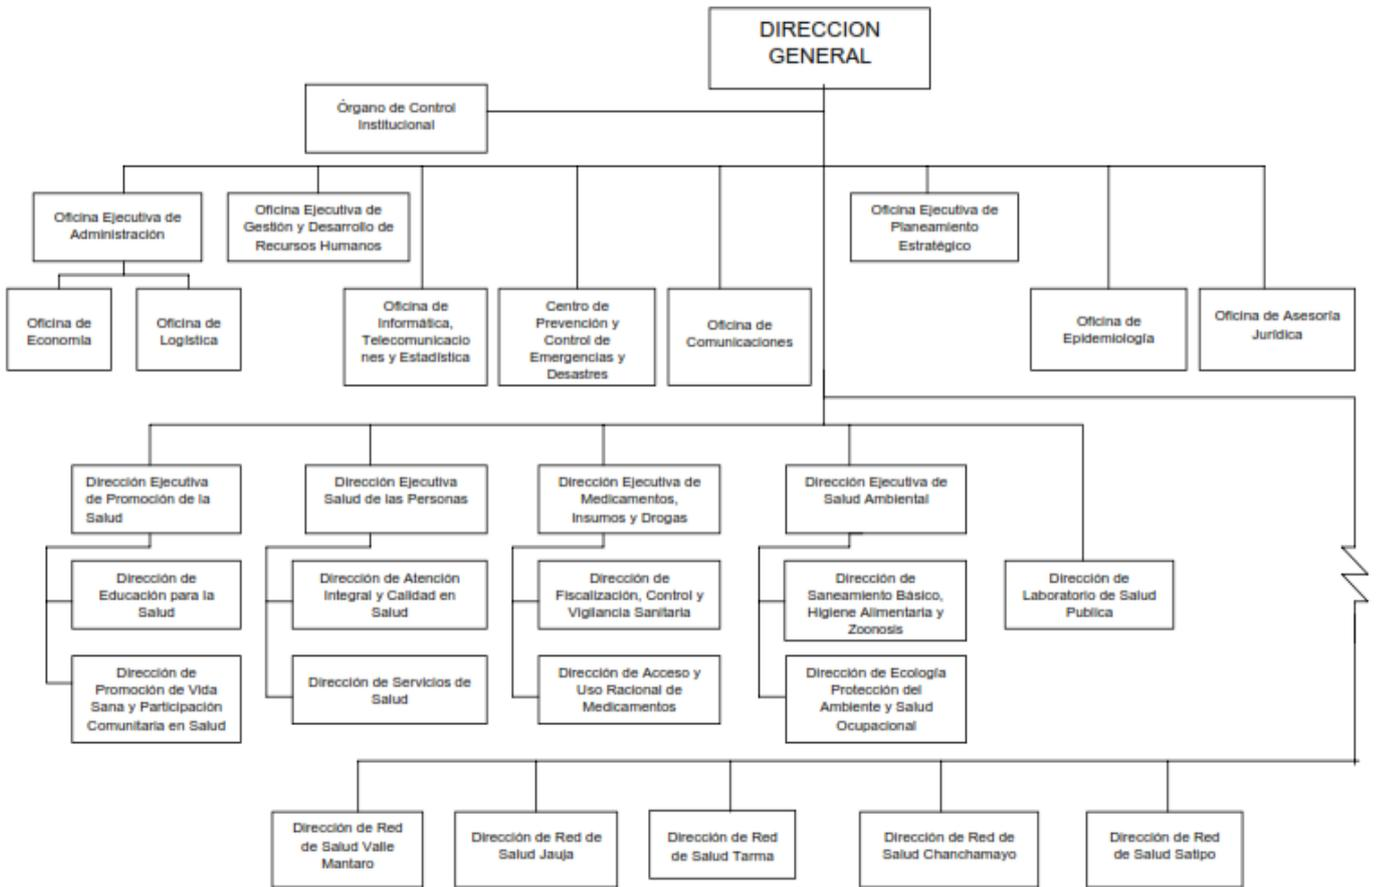 DIRECCION
GENERAL
Órgano de Control
Institucional
Oficina Ejecutiva de
Administración
Oficina Ejecutiva de
Gestión y Desarrollo de
Recursos Humanos
Oficina Ejecutiva de
Planeamiento
Estratégico
Oficina de
Economía
Oficina de
Logística
Oficina de
Informática,
Telecomunicacio
nes y Estadística
Centro de
Prevención y
Control de
Emergencias y
Desastres
Oficina de
Comunicaciones
Oficina de
Epidemiología
Oficina de Asesoría
Jurídica
Dirección Ejecutiva
de Promoción de la
Salud
Dirección Ejecutiva
Salud de las Personas
Dirección Ejecutiva de
Medicamentos,
Insumos y Drogas
Dirección Ejecutiva de
Salud Ambiental
Dirección de
Educación para la
Salud
Dirección de Atención
Integral y Calidad en
Salud
Dirección de
Fiscalización, Control y
Vigilancia Sanitaria
Dirección de
Saneamiento Básico,
Higiene Alimentaria y
Zoonosis
Dirección de
Laboratorio de Salud
Publica
Dirección de
Promoción de Vida
Sana y Participación
Comunitaria en Salud
Dirección de Servicios de
Salud
Dirección de Acceso y
Uso Racional de
Medicamentos
Dirección de Ecología
Protección del
Ambiente y Salud
Ocupacional
Dirección de Red
de Salud Valle
Mantaro
Dirección de Red de
Salud Jauja
Dirección de Red
de Salud Tarma
Dirección de Red de
Salud Chanchamayo
Dirección de Red
de Salud Satipo